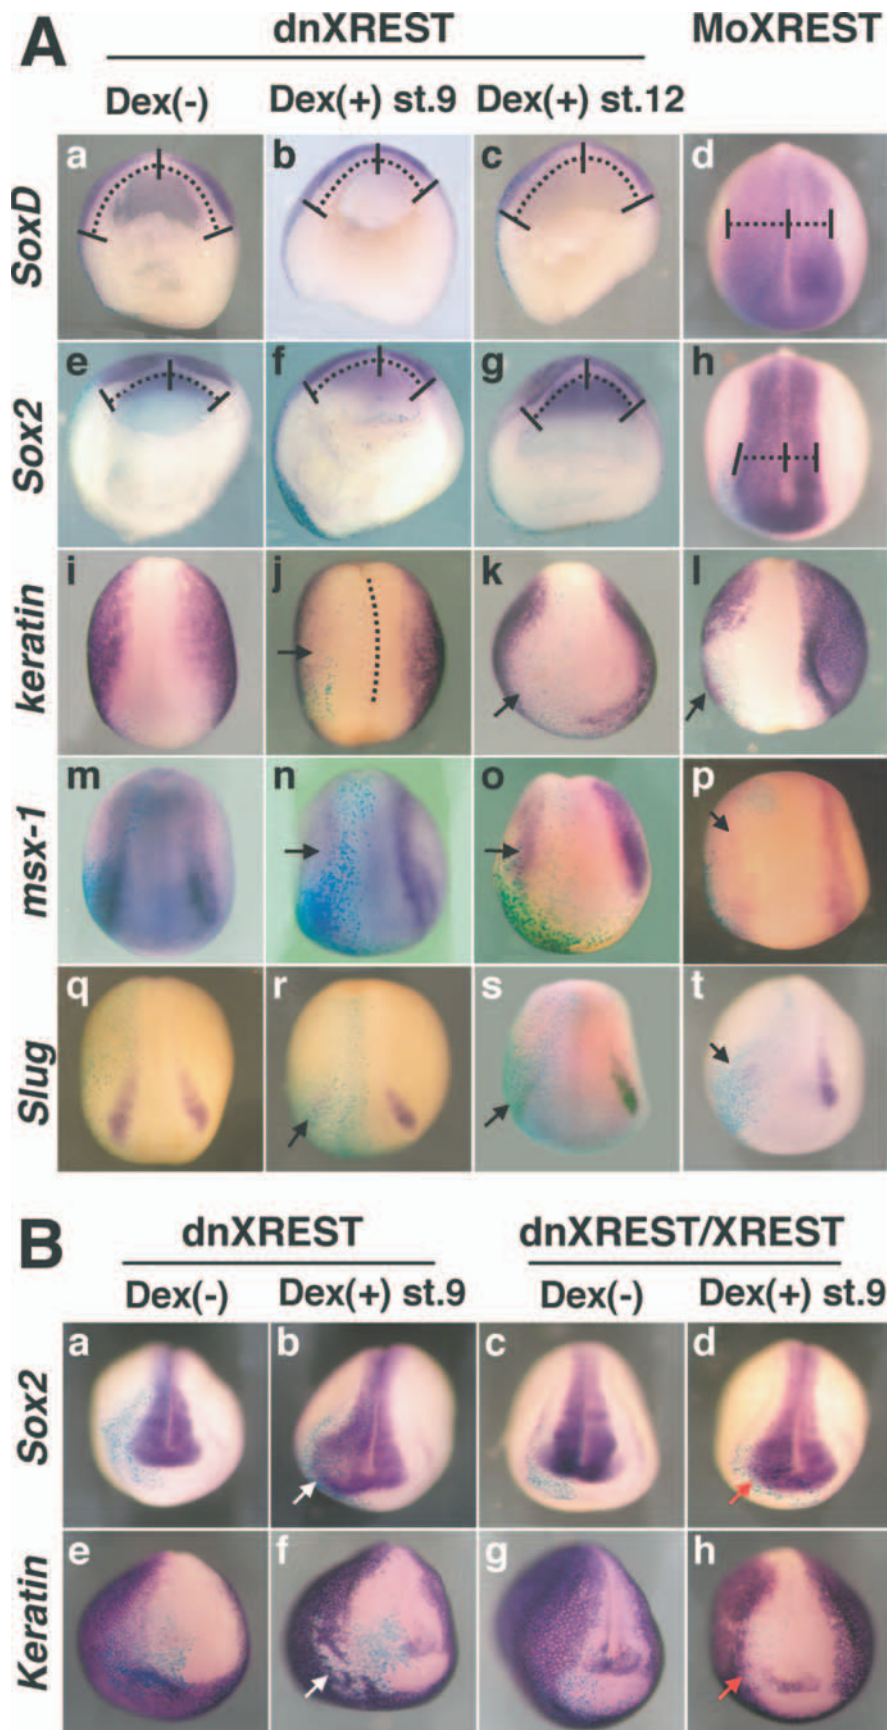 A dnXREST MoXREST
Dex(-) Dex(+) st.9 Dex(+) st.12
SoxD a b c d
Sox2 e f g h
keratin i j k l
msx-1 m n o p
Slug q r s t
B dnXREST dnXREST/XREST
Dex(-) Dex(+) st.9 Dex(-) Dex(+) st.9
Sox2 a b c d
Keratin e f g h